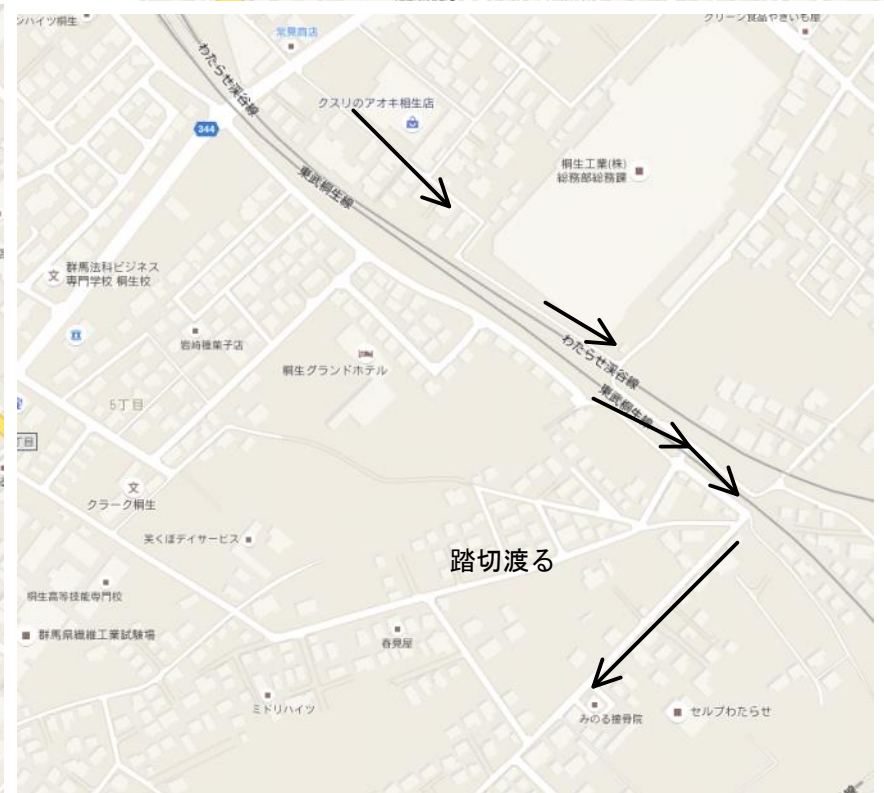 ンハイツ桐生
常見商店
グリーン食品やきいも屋
わたらせ渓谷線
クスリのアオキ相生店
344
桐生工業(株)
総務部総務課
東武桐生線
群馬法科ビジネス
専門学校 桐生校
岩崎種菓子店
わたらせ渓谷線
桐生グランドホテル
東武桐生線
5丁目
丁目
クラーク桐生
笑くぼデイサービス
踏切渡る
桐生高等技能専門校
群馬県繊維工業試験場
春見屋
ミドリハイツ
みのる接骨院
セルプわたらせ